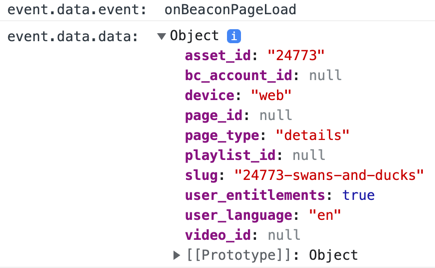 event.data.event: onBeaconPageLoad
event.data.data: ▼Object i
asset_id: "24773"
bc_account_id: null
device: "web"
page_id: null
page_type: "details"
playlist_id: null
slug: "24773-swans-and-ducks"
user_entitlements: true
user_language: "en"
video_id: null
▶[[Prototype]]: Object